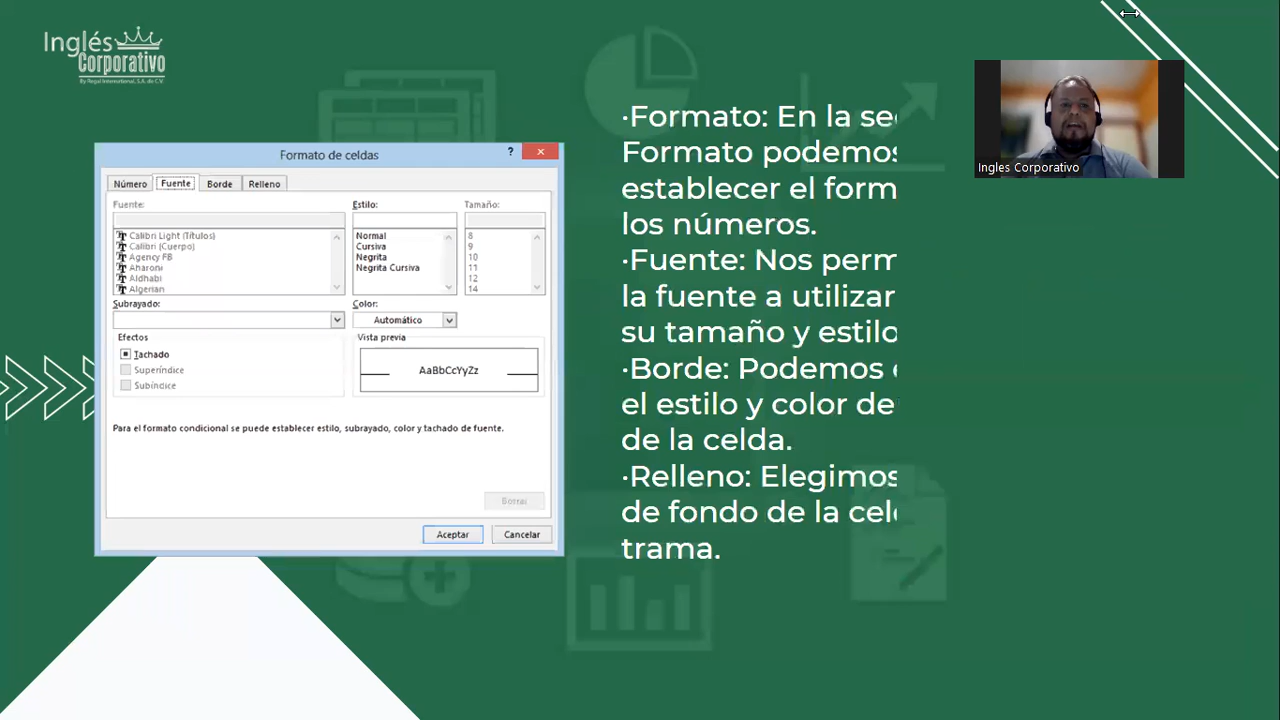 Inglés
Corporativo
By Regal International, S.A. de C.V.
Formato de celdas
?
Número
Fuente
Borde
Relleno
Fuente:
Estilo:
Tamaño:
Calibri Light (Títulos)
Calibri (Cuerpo)
Agency FB
Aharoni
Aldhabi
Algerian
Normal
Cursiva
Negrita
Negrita Cursiva
8
9
10
11
12
14
Subrayado:
Color:
Automático
Efectos
Tachado
Superíndice
Subíndice
Vista previa
AaBbCcYyZz
Para el formato condicional se puede establecer estilo, subrayado, color y tachado de fuente.
Borrar
Aceptar
Cancelar
·Formato: En la
Formato podemos
establecer el form
los números.
·Fuente: Nos perm
la fuente a utilizar
su tamaño y estilo
·Borde: Podemos
el estilo y color de
de la celda.
·Relleno: Elegimos
de fondo de la
trama.
Ingles Corporativo